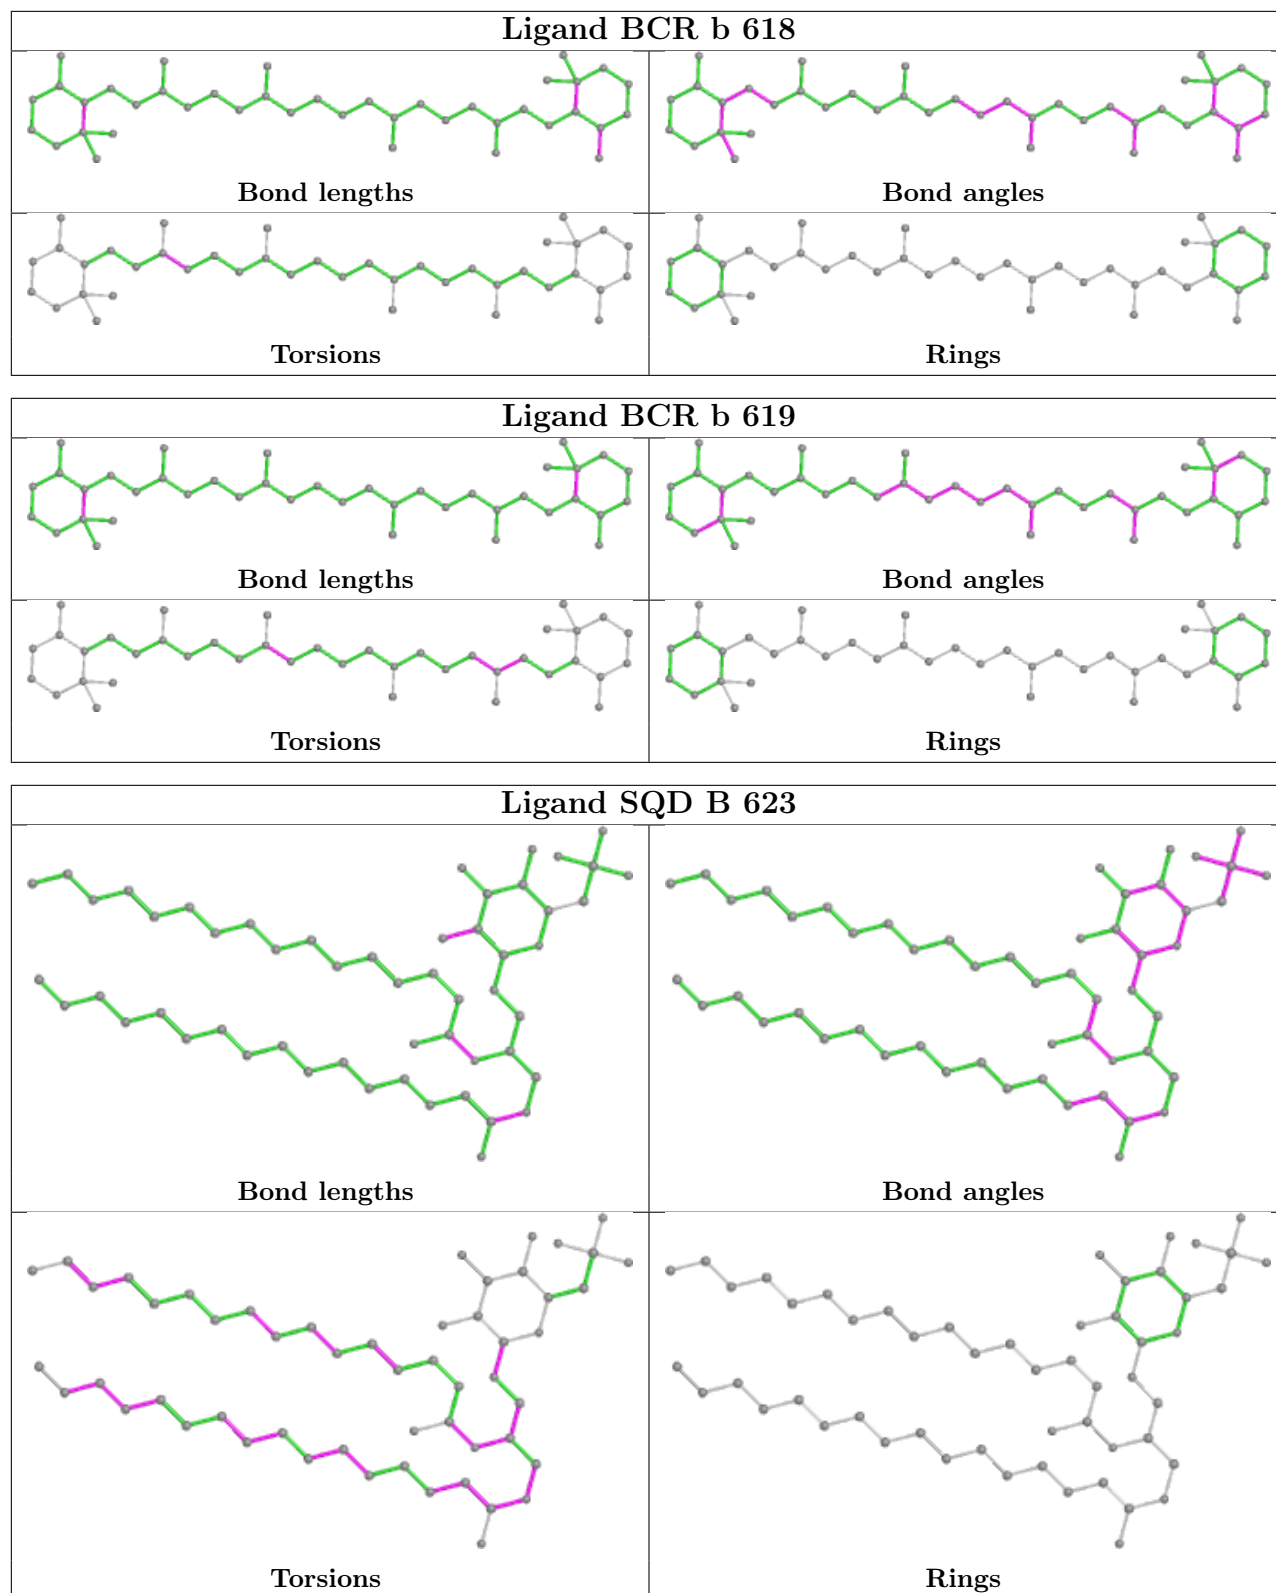 Ligand BCR b 618
Bond lengths
Bond angles
Torsions
Rings
Ligand BCR b 619
Bond lengths
Bond angles
Torsions
Rings
Ligand SQD B 623
Bond lengths
Bond angles
Torsions
Rings